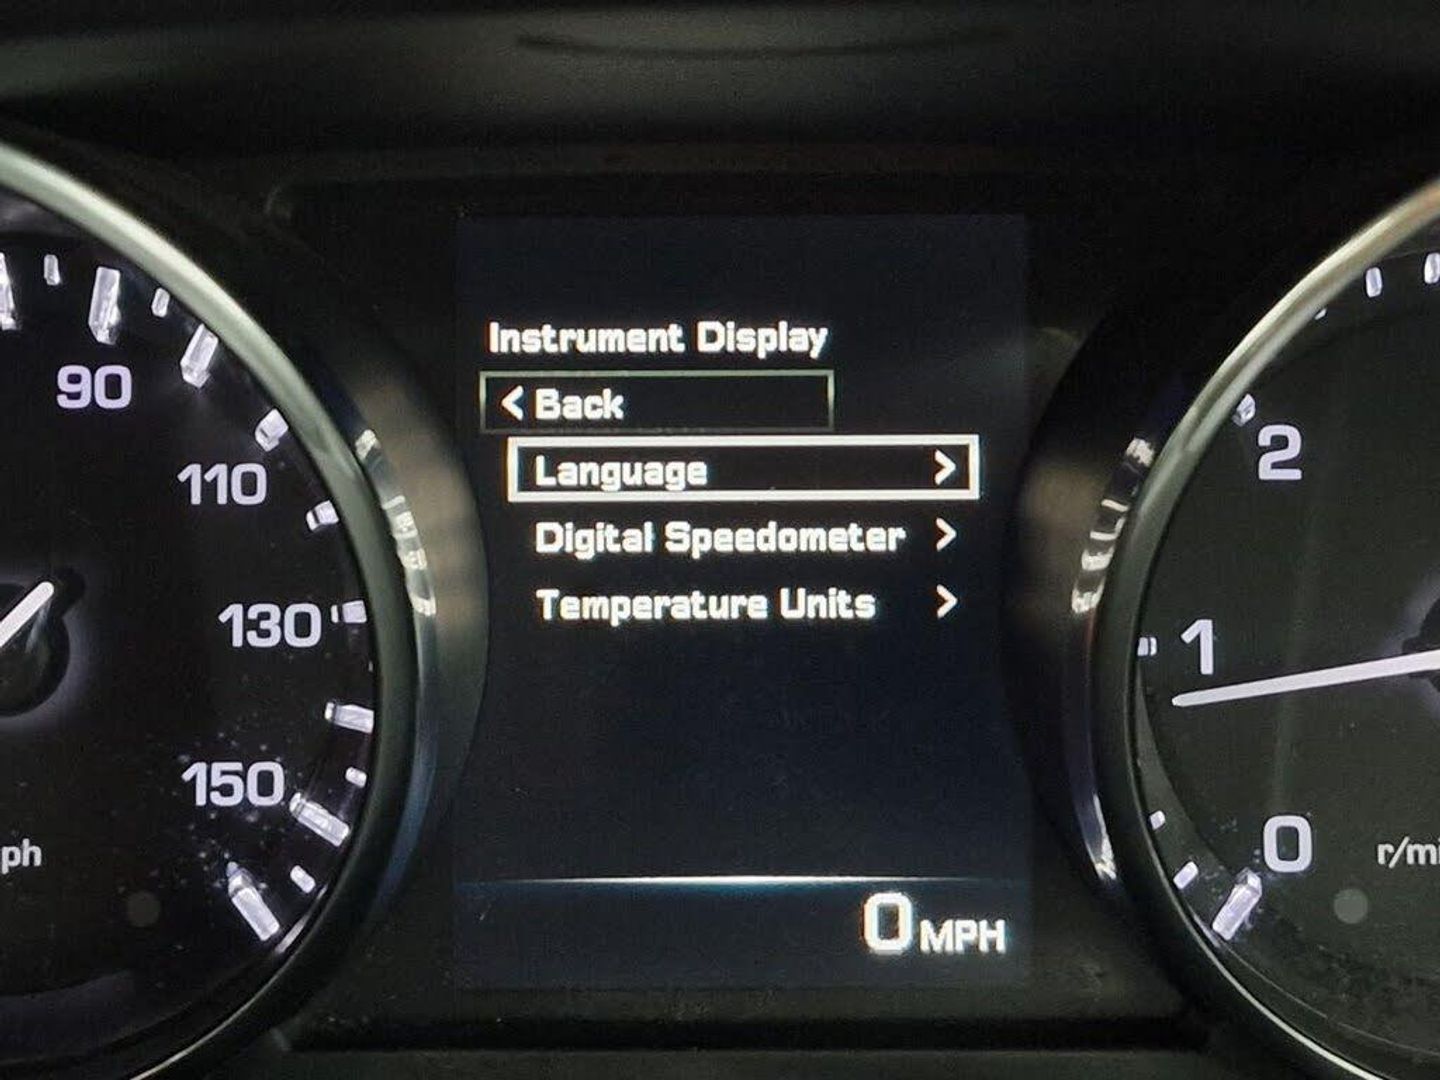 Instrument Display
< Back
Language >
Digital Speedometer >
Temperature Units >
0 MPH
90
110
130
150
ph
2
1
0
r/mi